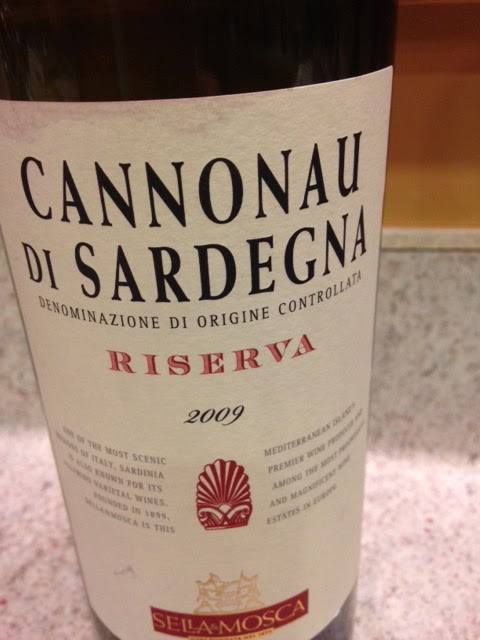 CANNONAU
DI SARDEGNA
DENOMINAZIONE DI ORIGINE CONTROLLATA
RISERVA
2009
ONE OF THE MOST SCENIC
REGIONS OF ITALY, SARDINIA
IS ALSO KNOWN FOR ITS
VARIETAL WINES.
FOUNDED IN 1899,
SELLA&MOSCA IS THIS
MEDITERRANEAN ISLAND'S
PREMIER WINE PRODUCER AND
AMONG THE MOST
AND MAGNIFICENT WINE
ESTATES IN EUROPE.
SELLA&MOSCA